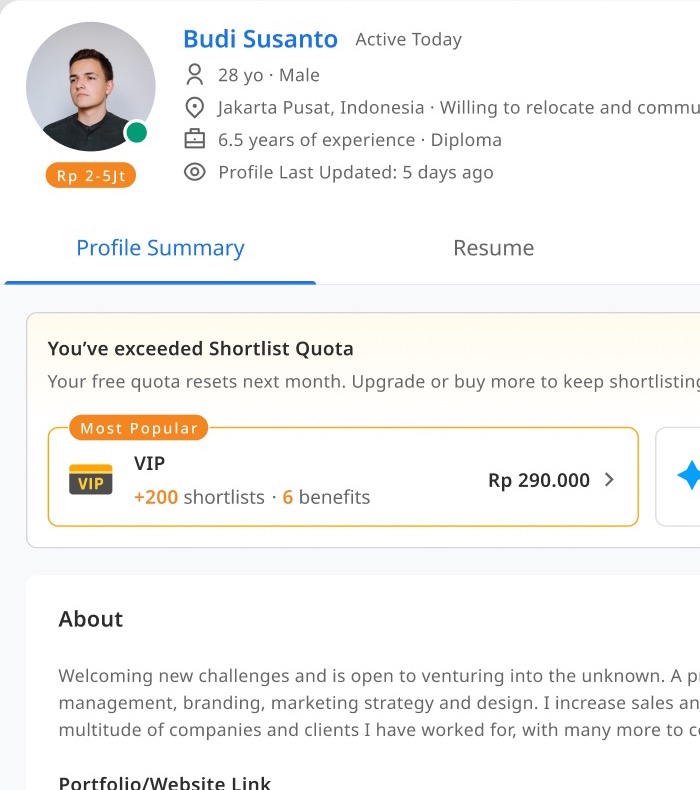 Budi Susanto Active Today
28 yo · Male
Jakarta Pusat, Indonesia · Willing to relocate and
6.5 years of experience · Diploma
Rp 2-5Jt
Profile Last Updated: 5 days ago
Profile Summary Resume
You’ve exceeded Shortlist Quota
Your free quota resets next month. Upgrade or buy more to keep shortlisting
Most Popular
VIP
VIP
+200 shortlists · 6 benefits
Rp 290.000
About
Welcoming new challenges and is open to venturing into the unknown. A
management, branding, marketing strategy and design. I increase sales
multitude of companies and clients I have worked for, with many more to
Portfolio/Website Link